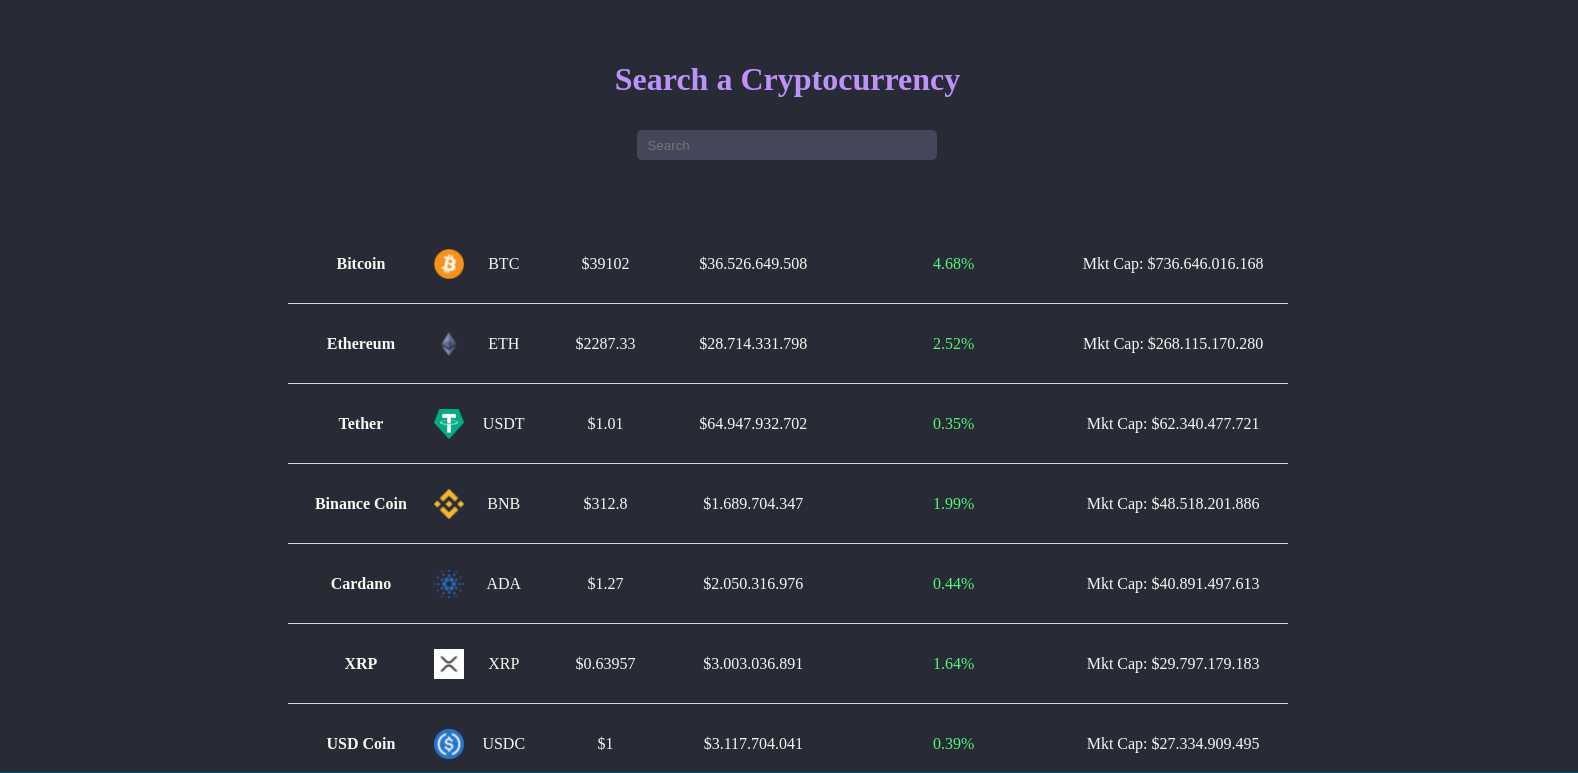 Search a Cryptocurrency
Search
Bitcoin BTC $39102 $36.526.649.508 4.68% Mkt Cap: $736.646.016.168
Ethereum ETH $2287.33 $28.714.331.798 2.52% Mkt Cap: $268.115.170.280
Tether USDT $1.01 $64.947.932.702 0.35% Mkt Cap: $62.340.477.721
Binance Coin BNB $312.8 $1.689.704.347 1.99% Mkt Cap: $48.518.201.886
Cardano ADA $1.27 $2.050.316.976 0.44% Mkt Cap: $40.891.497.613
XRP XRP $0.63957 $3.003.036.891 1.64% Mkt Cap: $29.797.179.183
USD Coin USDC $1 $3.117.704.041 0.39% Mkt Cap: $27.334.909.495